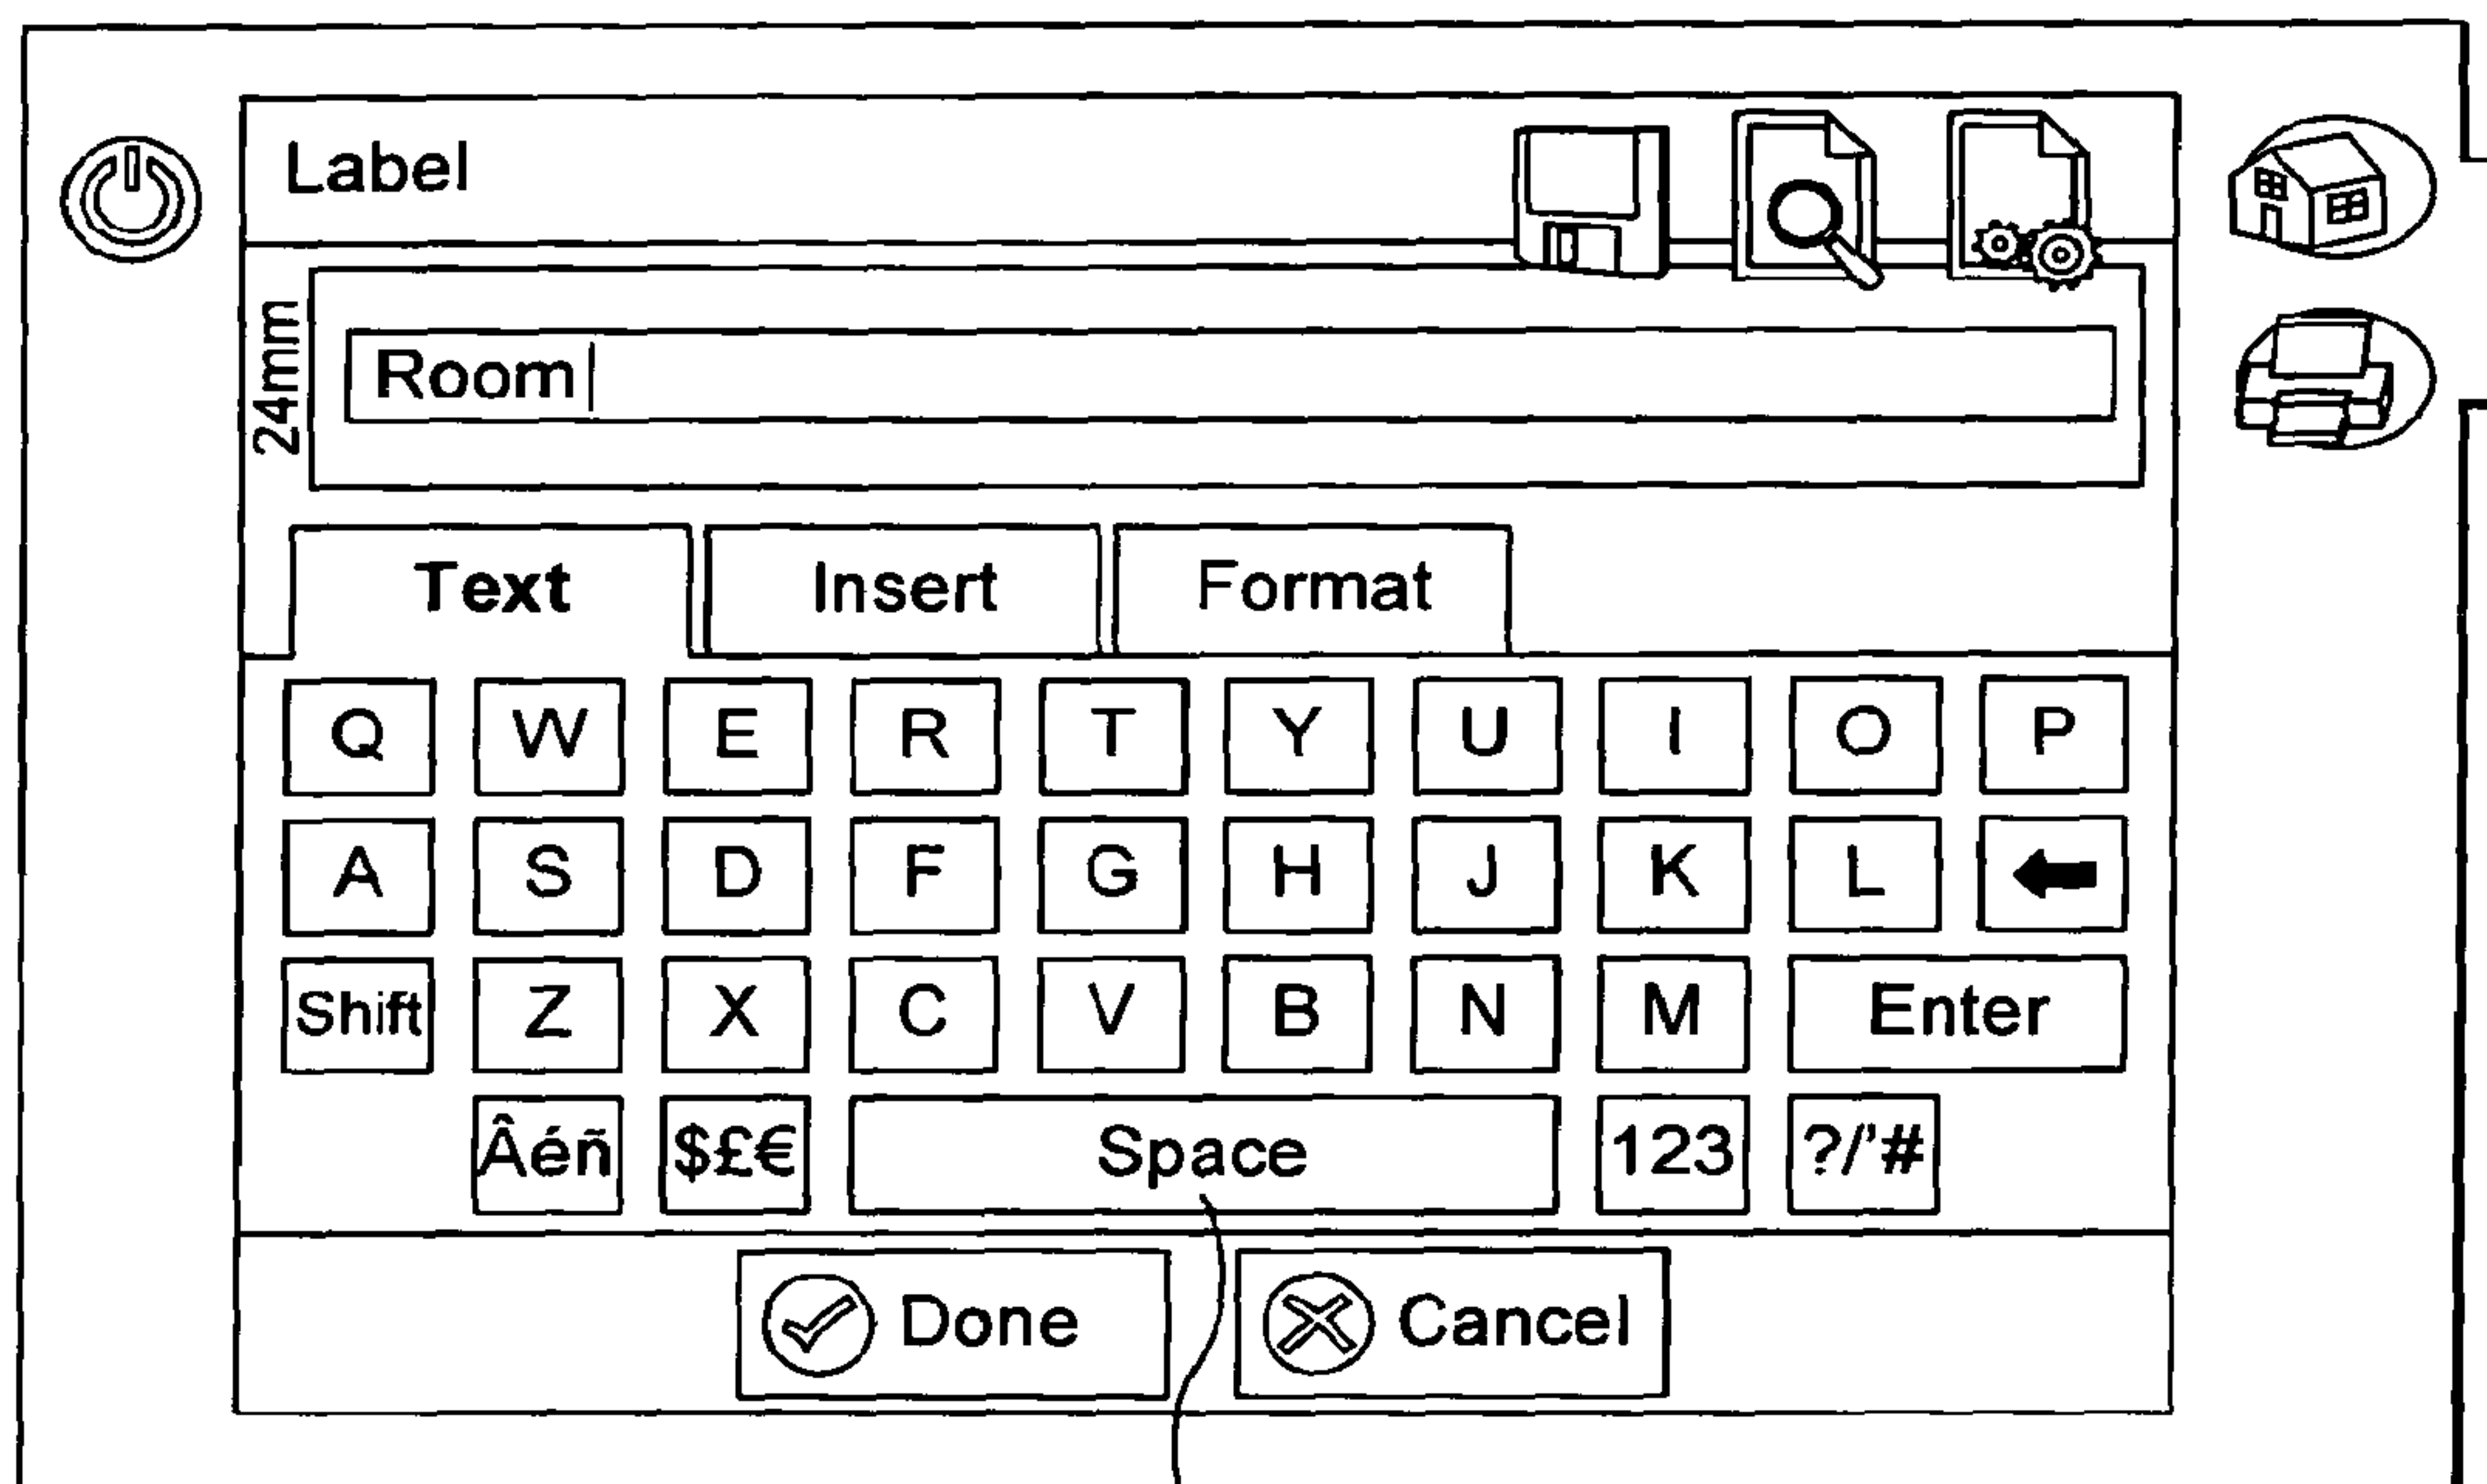 Label
24mm
Room
Text Insert Format
Q W E R T Y U I O P
A S D F G H J K L
Shift Z X C V B N M Enter
Âéñ $£€ Space 123 ?/'#
Done Cancel